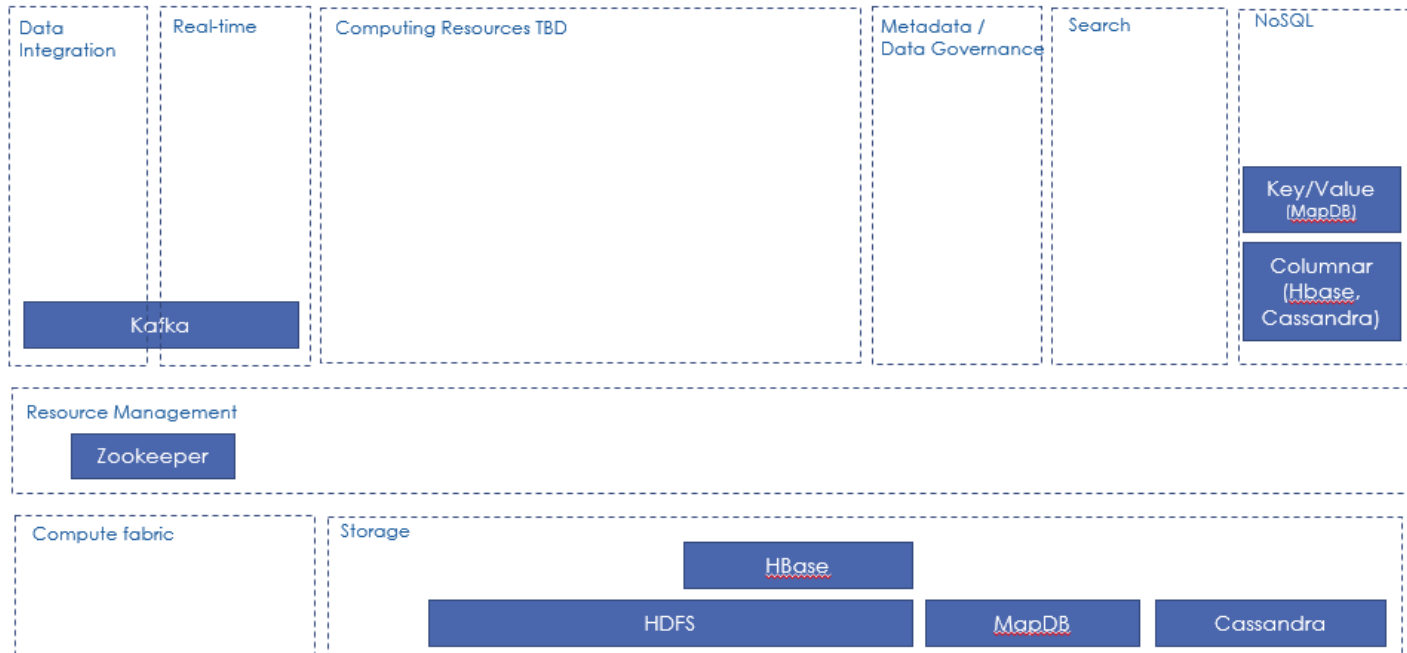 Data
Integration
Real-time
Computing Resources TBD
Metadata /
Data Governance
Search
NoSQL
Key/Value
(MapDB)
Columnar
(Hbase,
Cassandra)
Kafka
Resource Management
Zookeeper
Compute fabric
Storage
HBase
HDFS
MapDB
Cassandra